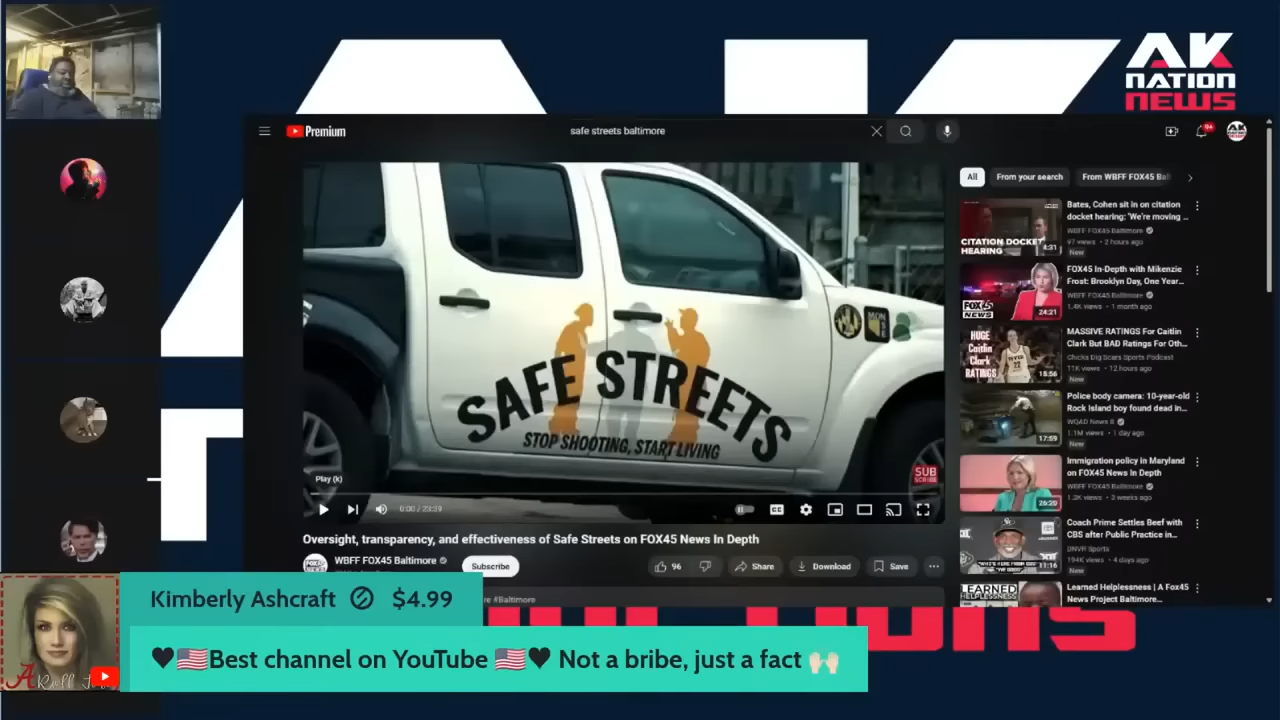 AK
NATION
NEWS
Premium
safe streets baltimore
9+
SAFE STREETS
STOP SHOOTING, START LIVING
MON
SE
SUB
SCRIBE
Play (k)
0:00 / 23:39
CC
Oversight, transparency, and effectiveness of Safe Streets on FOX45 News In Depth
WBFF FOX45 Baltimore
Subscribe
96
Share
Download
Save
re #Baltimore
All
From your search
From WBFF FOX45 Bal
CITATION DOCKET
HEARING
4:31
Bates, Cohen sit in on citation
docket hearing: 'We're moving ...
WBFF FOX45 Baltimore
97 views • 2 hours ago
New
FOX45
NEWS
24:21
FOX45 In-Depth with Mikenzie
Frost: Brooklyn Day, One Year...
WBFF FOX45 Baltimore
1.4K views • 1 month ago
HUGE
Caitlin
Clark
RATINGS
15:56
MASSIVE RATINGS For Caitlin
Clark But BAD Ratings For Oth...
Chicks Dig Scars Sports Podcast
11K views • 12 hours ago
New
17:59
Police body camera: 10-year-old
Rock Island boy found dead in...
WQAD News 8
1.1M views • 1 day ago
New
26:20
Immigration policy in Maryland
on FOX45 News In Depth
WBFF FOX45 Baltimore
1.2K views • 3 weeks ago
11:16
Coach Prime Settles Beef with
CBS after Public Practice in...
DNVR Sports
194K views • 4 days ago
New
LEARNED
HELPLESSNESS
Learned Helplessness | A Fox45
News Project Baltimore...
Kimberly Ashcraft $4.99
♥🇺🇸Best channel on YouTube 🇺🇸♥ Not a bribe, just a fact 🙌🏻